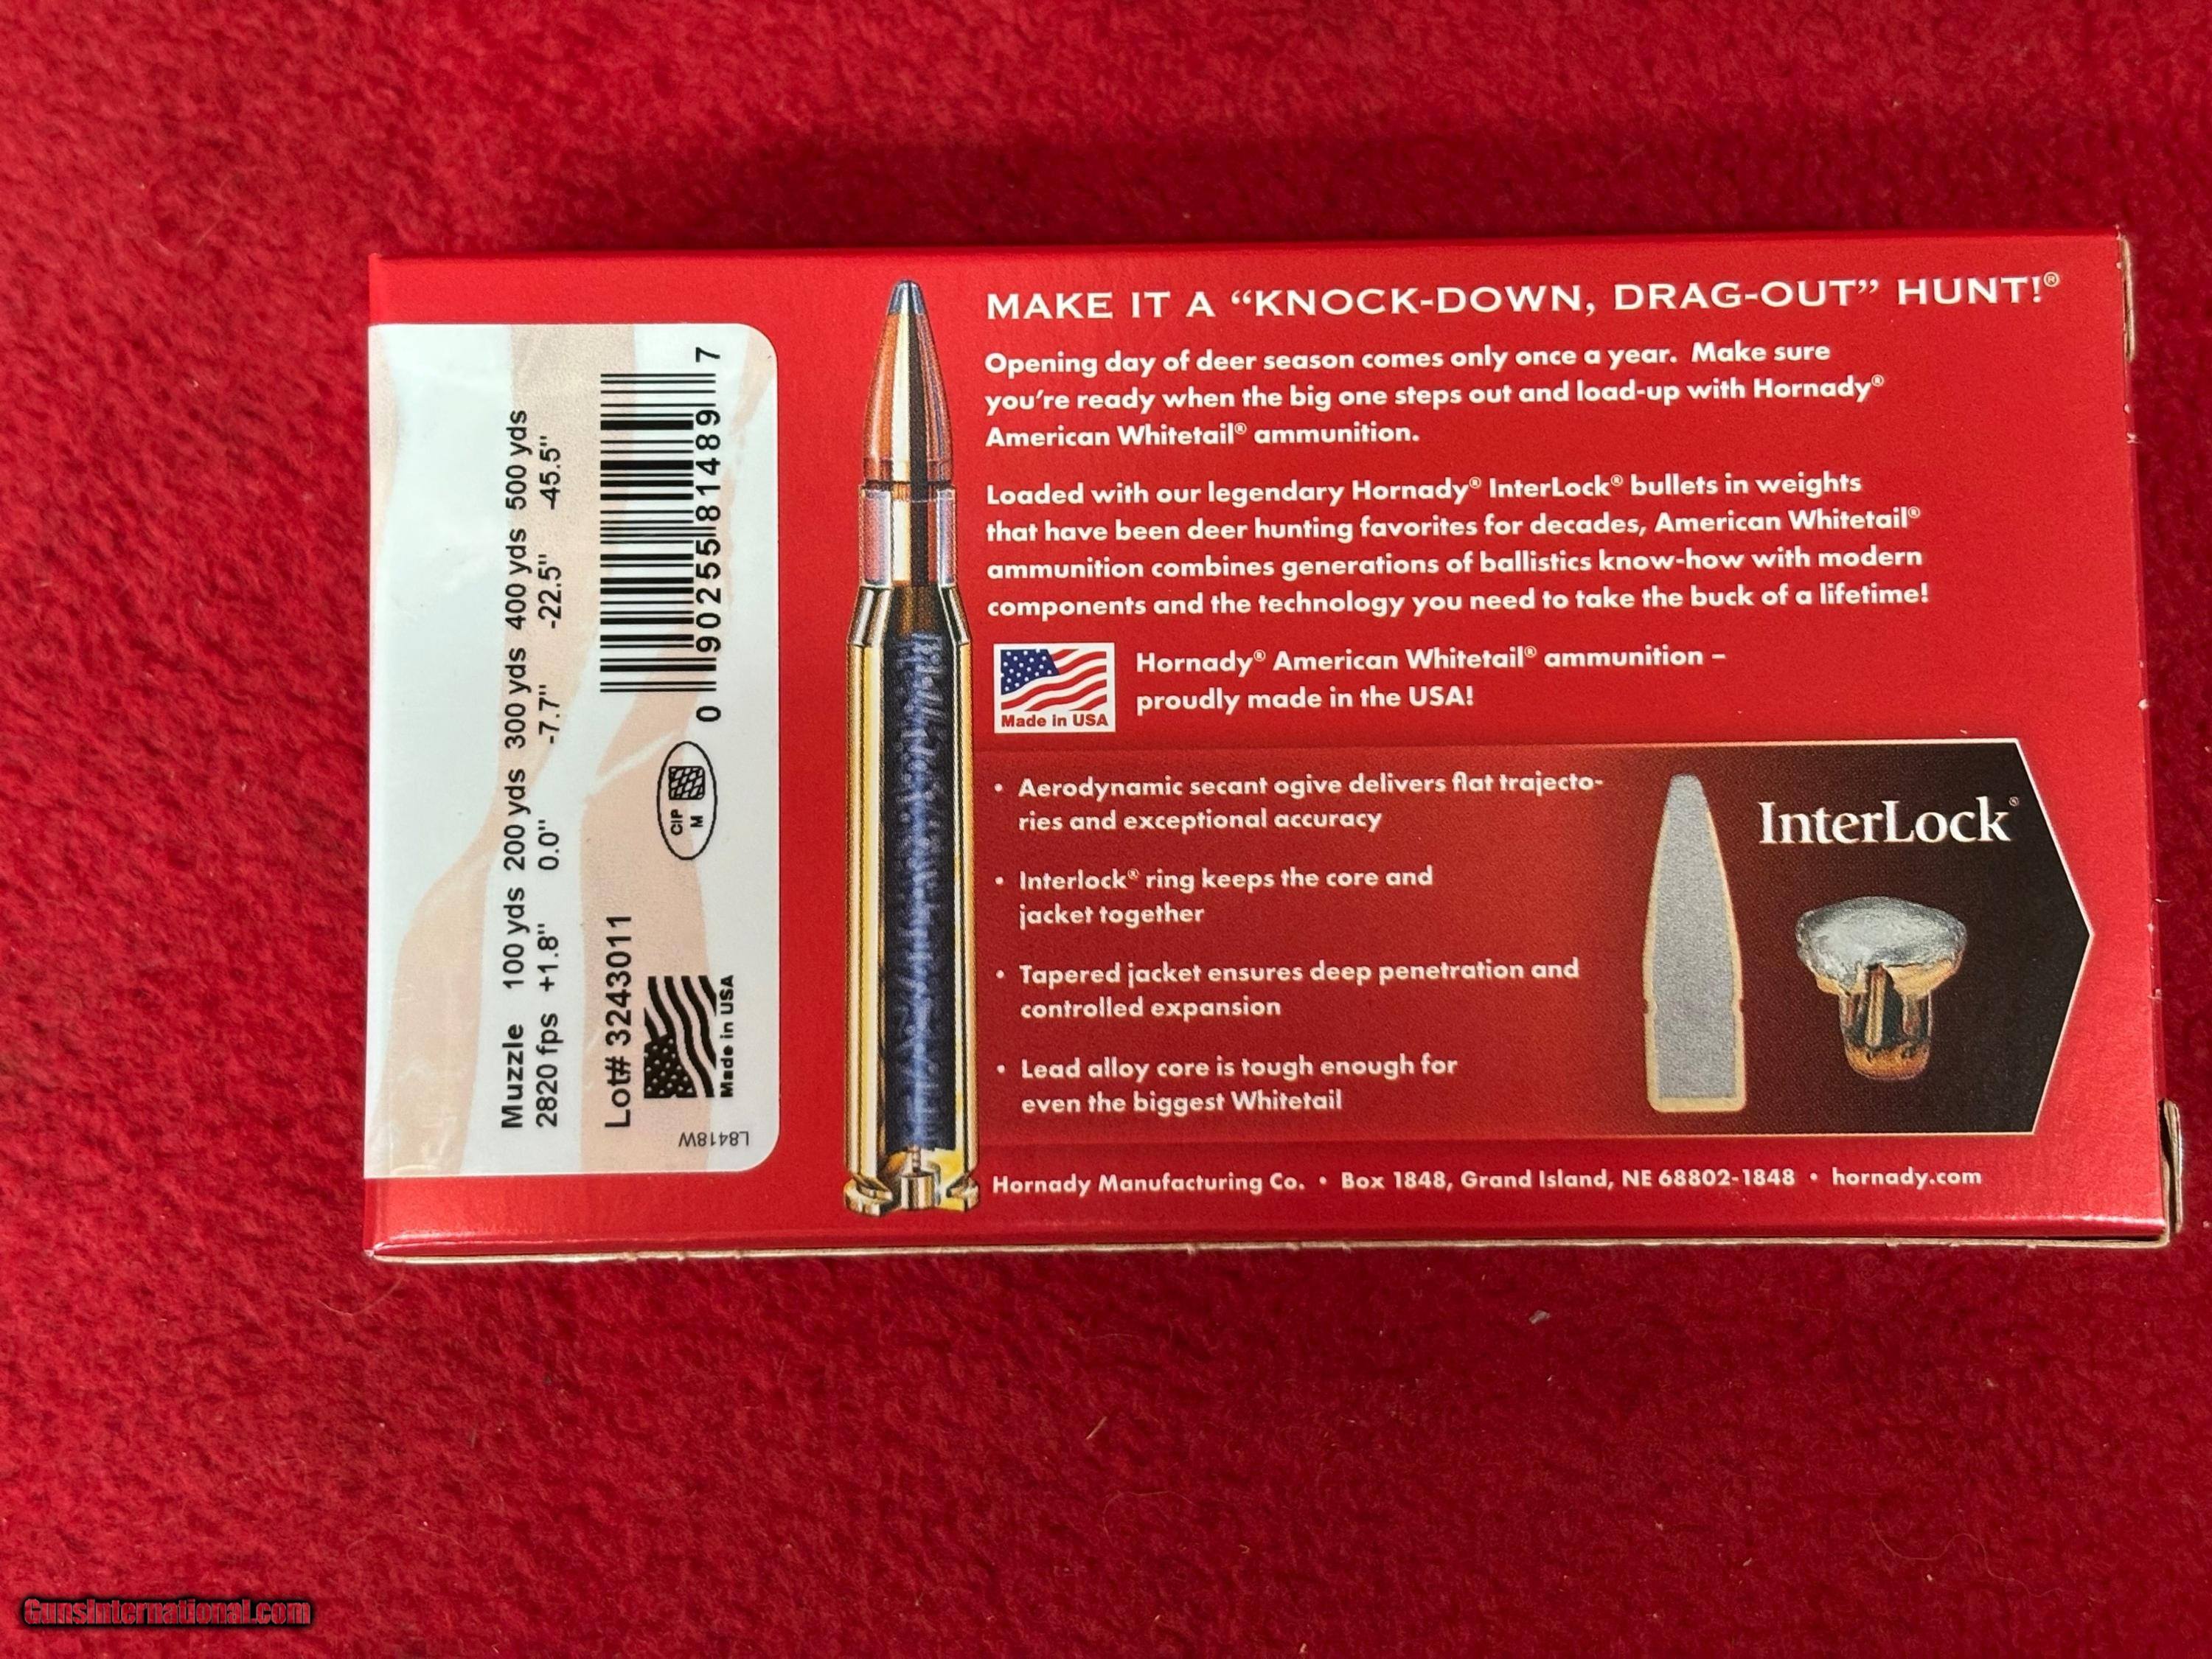 MAKE IT A “KNOCK-DOWN, DRAG-OUT” HUNT!®
Opening day of deer season comes only once a year. Make sure
you’re ready when the big one steps out and load-up with Hornady®
American Whitetail® ammunition.
Loaded with our legendary Hornady® InterLock® bullets in weights
that have been deer hunting favorites for decades, American Whitetail®
ammunition combines generations of ballistics know-how with modern
components and the technology you need to take the buck of a lifetime!
Made in USA
Hornady® American Whitetail® ammunition –
proudly made in the USA!
• Aerodynamic secant ogive delivers flat trajecto-
ries and exceptional accuracy
• Interlock® ring keeps the core and
jacket together
• Tapered jacket ensures deep penetration and
controlled expansion
• Lead alloy core is tough enough for
even the biggest Whitetail
InterLock®
Hornady Manufacturing Co. • Box 1848, Grand Island, NE 68802-1848 • hornady.com
Muzzle 100 yds 200 yds 300 yds 400 yds 500 yds
2820 fps +1.8" 0.0" -7.7" -22.5" -45.5"
Lot# 3243011
Made in USA
CIP
M
0 90255 81489 7
L8418W
GunsInternational.com